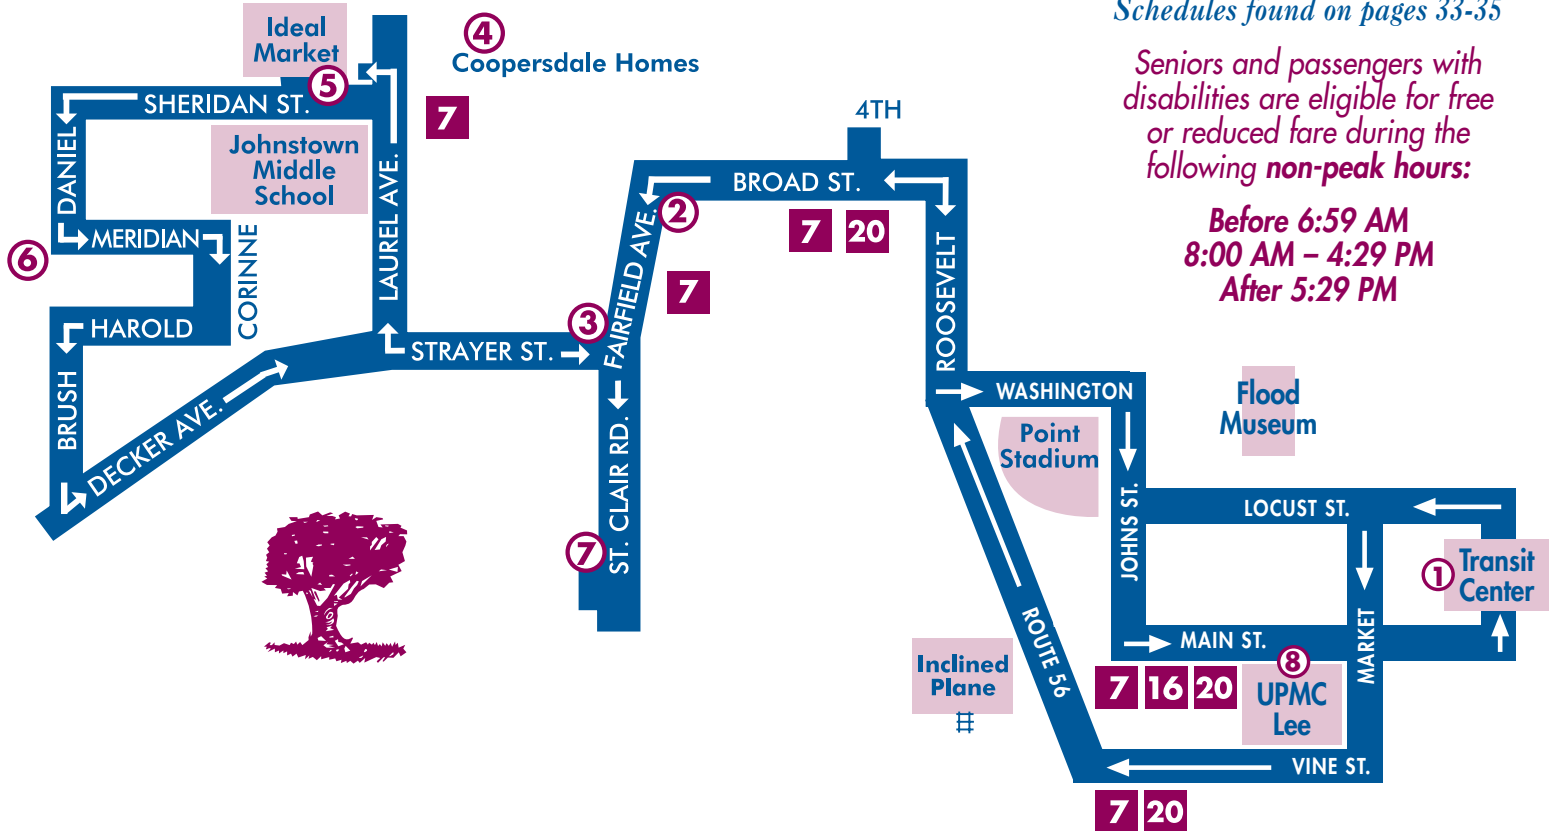 Schedules found on pages 33-35
Seniors and passengers with
disabilities are eligible for free
or reduced fare during the
following non-peak hours:
Before 6:59 AM
8:00 AM – 4:29 PM
After 5:29 PM
Ideal
Market
4
Coopersdale Homes
5
SHERIDAN ST.
7
4TH
Johnstown
Middle
School
DANIEL
LAUREL AVE.
BROAD ST.
2
7 20
MERIDIAN
6
CORINNE
FAIRFIELD AVE.
7
ROOSEVELT
HAROLD
3
STRAYER ST.
BRUSH
DECKER AVE.
ST. CLAIR RD.
7
WASHINGTON
Flood
Museum
Point
Stadium
JOHNS ST.
LOCUST ST.
1
Transit
Center
ROUTE 56
MAIN ST.
MARKET
8
UPMC
Lee
7 16 20
Inclined
Plane
VINE ST.
7 20